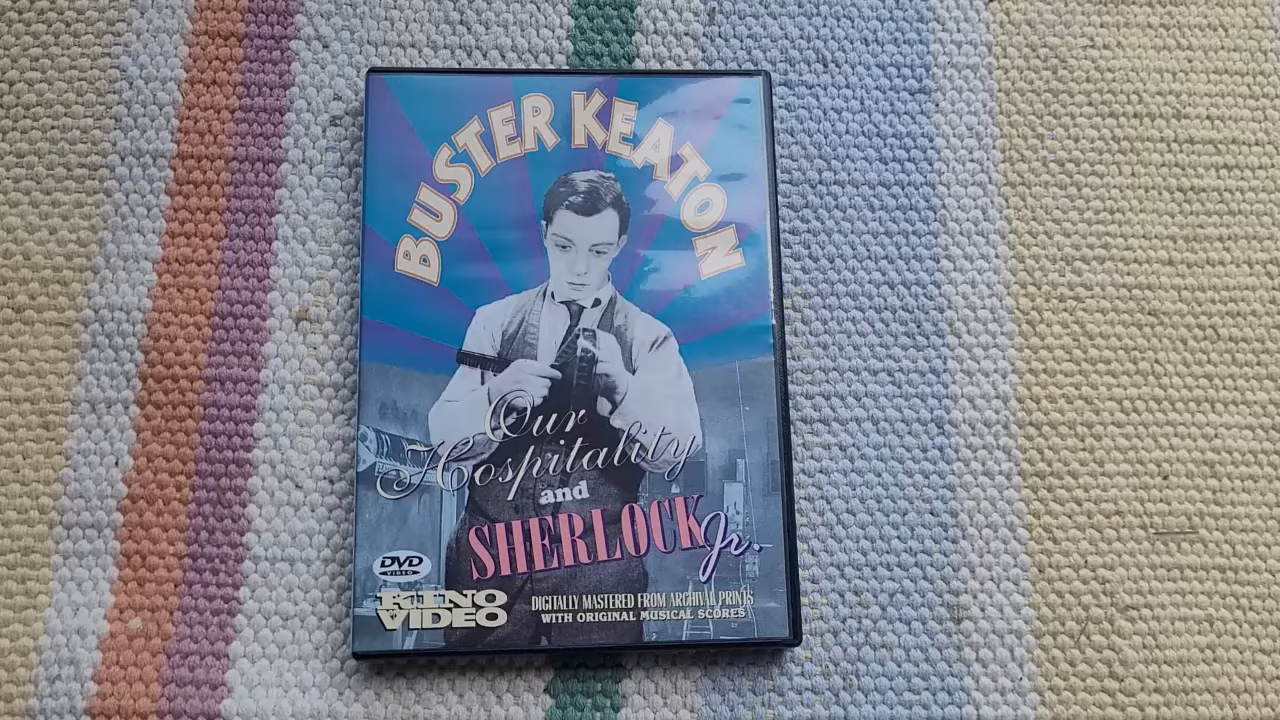 BUSTER KEATON
Our
Hospitality
and
SHERLOCK Jr.
DVD
VIDEO
KINO
VIDEO
DIGITALLY MASTERED FROM ARCHIVAL PRINTS
WITH ORIGINAL MUSICAL SCORES